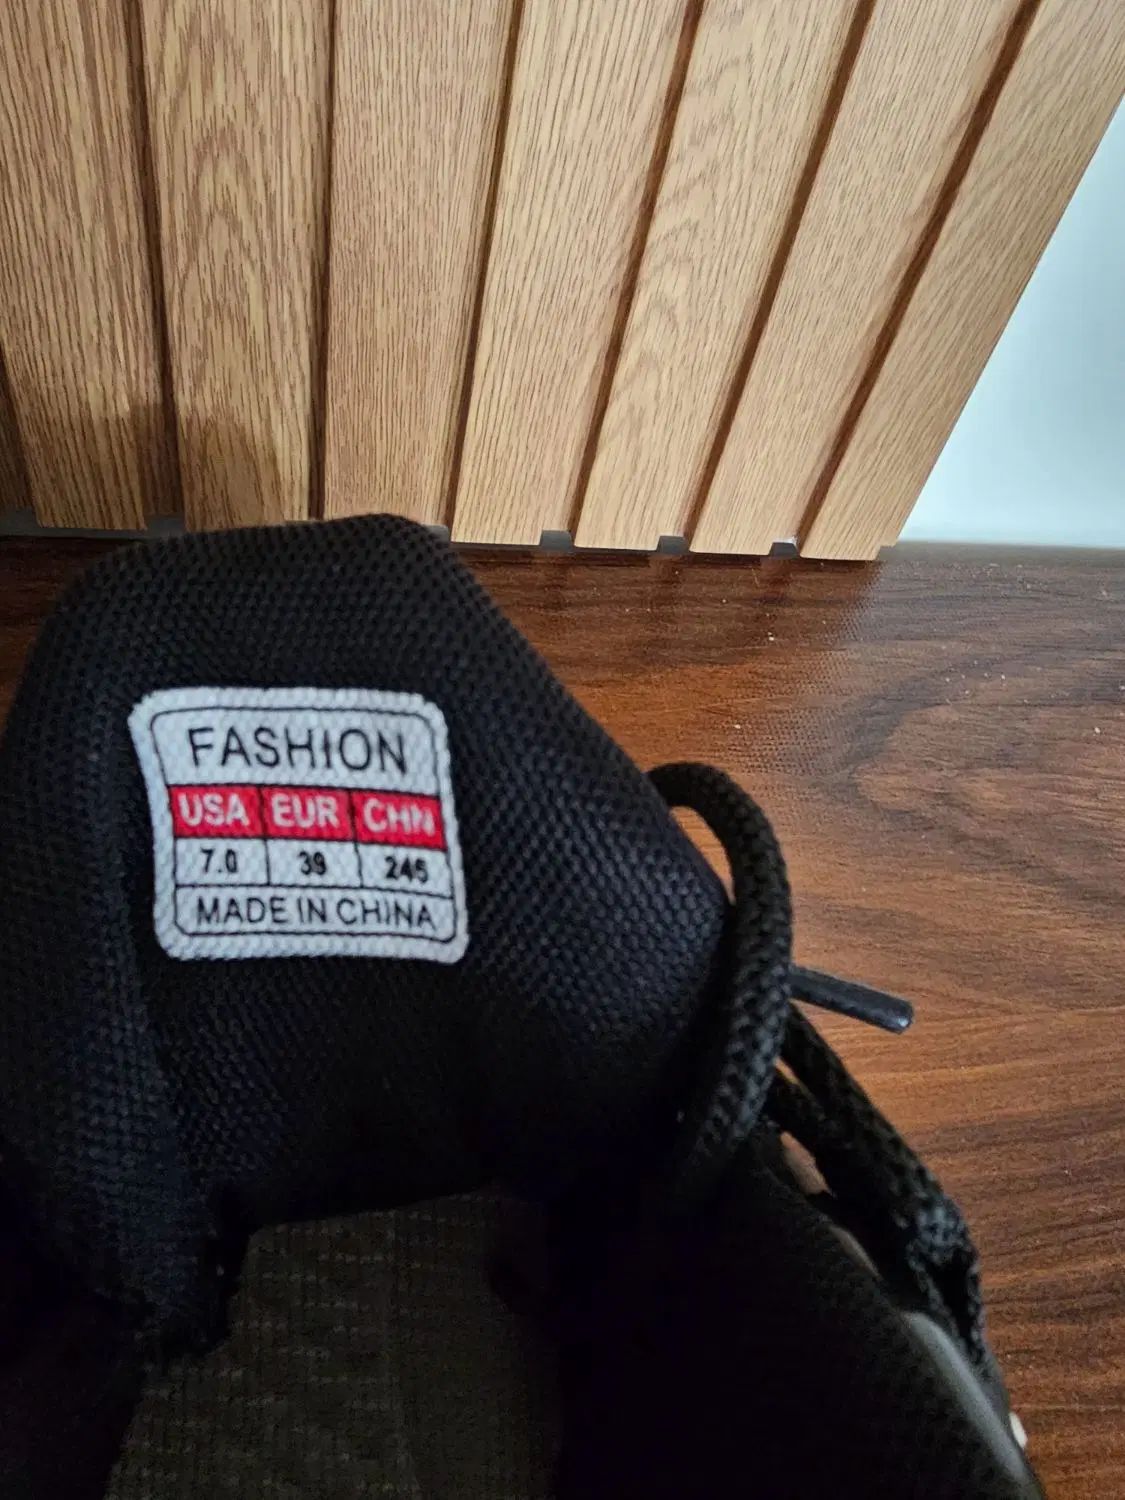 FASHION
USA EUR CHN
7.0 39 245
MADE IN CHINA